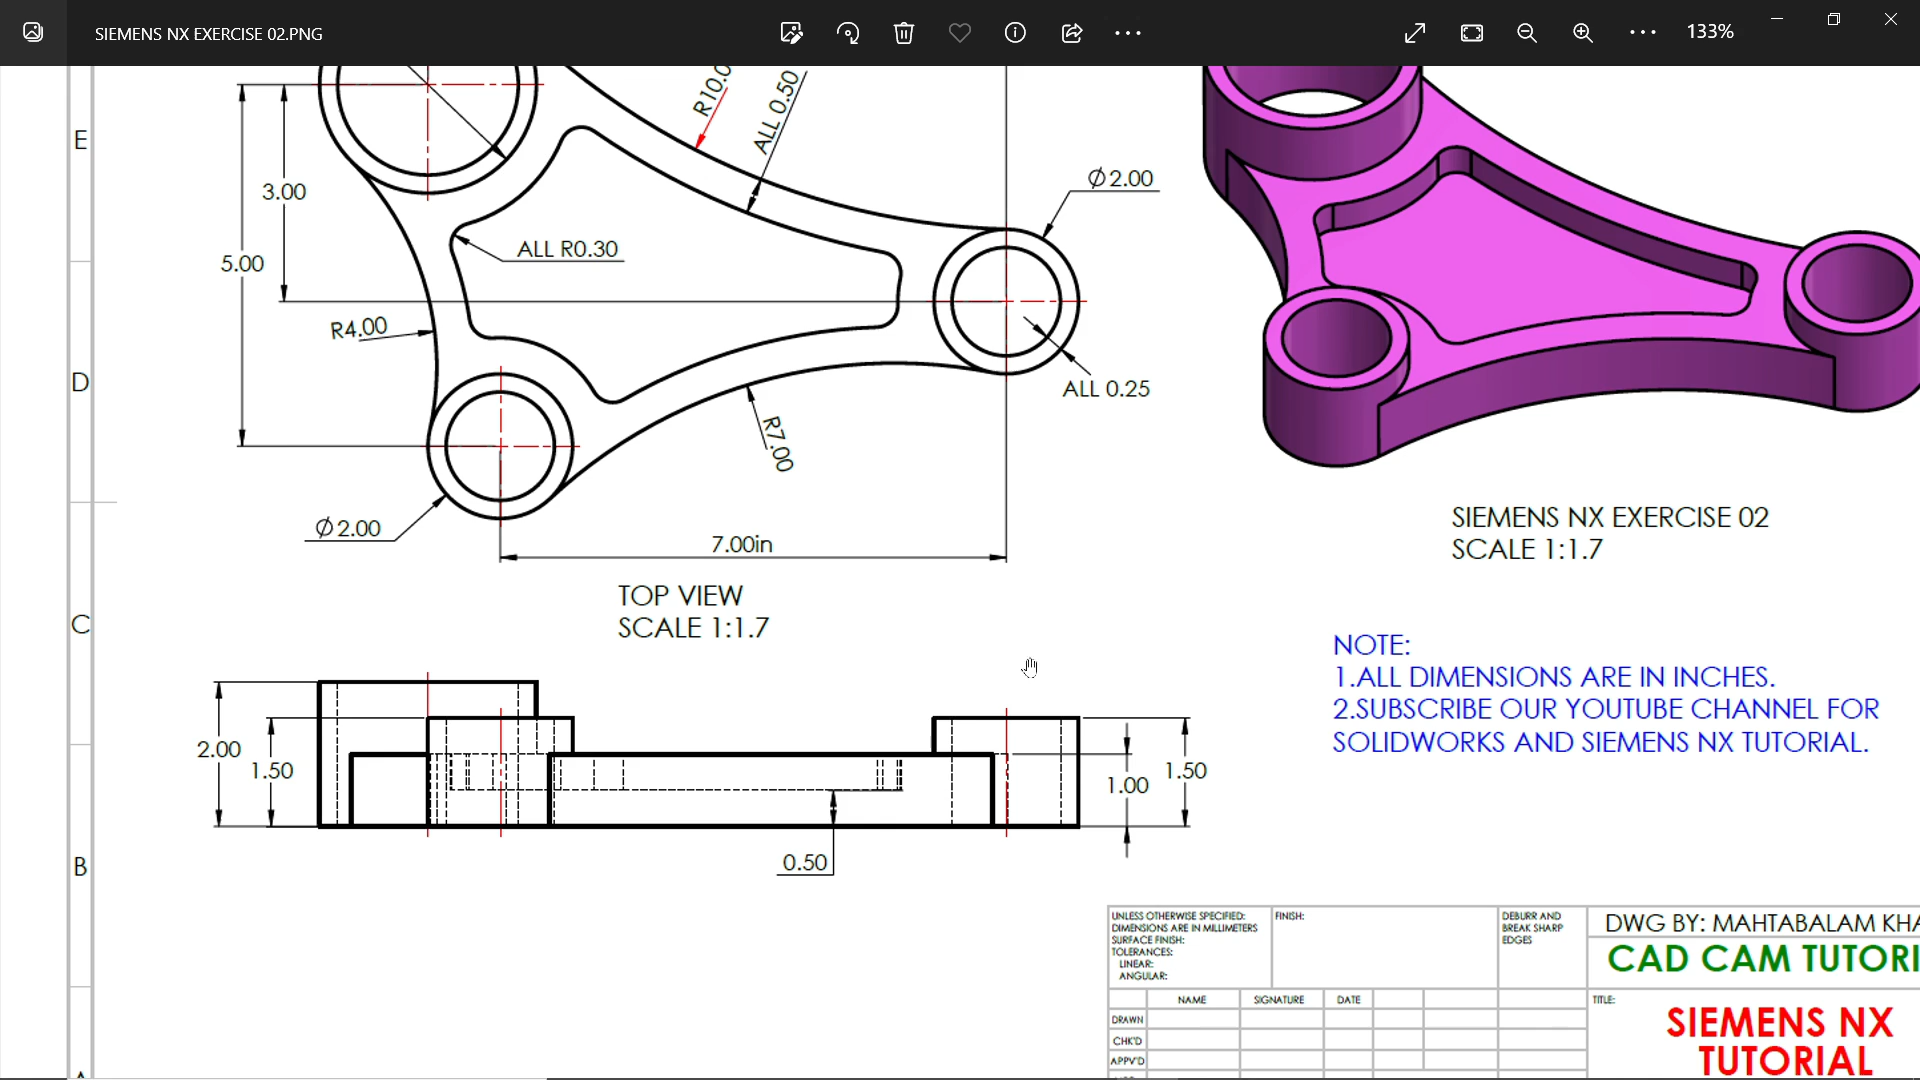 SIEMENS NX EXERCISE 02.PNG
133%
E
R10.0
ALL 0.50
3.00
Ø2.00
5.00
ALL R0.30
R4.00
D
ALL 0.25
R7.00
Ø2.00
7.00in
SIEMENS NX EXERCISE 02
SCALE 1:1.7
TOP VIEW
SCALE 1:1.7
C
NOTE:
1.ALL DIMENSIONS ARE IN INCHES.
2.SUBSCRIBE OUR YOUTUBE CHANNEL FOR
SOLIDWORKS AND SIEMENS NX TUTORIAL.
2.00
1.50
1.00
1.50
0.50
B
UNLESS OTHERWISE SPECIFIED:
DIMENSIONS ARE IN MILLIMETERS
SURFACE FINISH:
TOLERANCES:
LINEAR:
ANGULAR:
FINISH:
DEBURR AND
BREAK SHARP
EDGES
DWG BY: MAHTABALAM KHA
CAD CAM TUTORI
NAME
SIGNATURE
DATE
TITLE:
DRAWN
CHK'D
APPV'D
SIEMENS NX
TUTORIAL